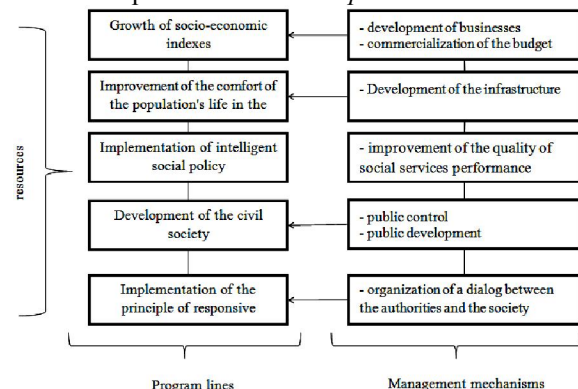 Growth of socio-economic
indexes
- development of businesses
- commercialization of the budget
Improvement of the comfort of
the population's life in the
- Development of the infrastructure
Implementation of intelligent
social policy
- improvement of the quality of
social services performance
Development of the civil
society
- public control
- public development
Implementation of the
principle of responsive
- organization of a dialog between
the authorities and the society
resources
Program lines
Management mechanisms